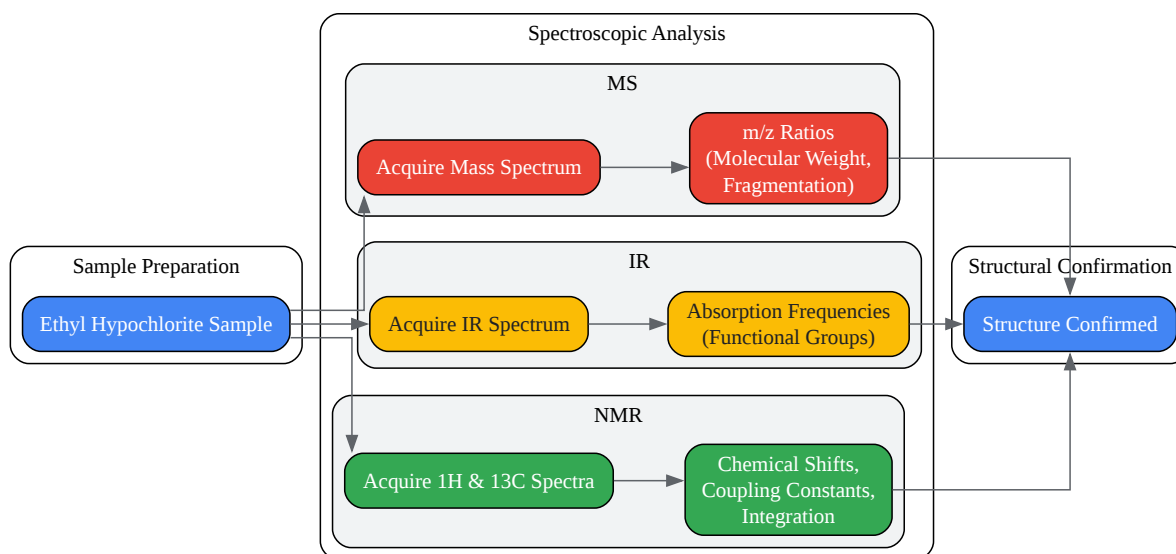 Spectroscopic Analysis
MS
Acquire Mass Spectrum
m/z Ratios
(Molecular Weight,
Fragmentation)
Sample Preparation
Ethyl Hypochlorite Sample
IR
Acquire IR Spectrum
Absorption Frequencies
(Functional Groups)
Structural Confirmation
Structure Confirmed
NMR
Acquire 1H & 13C Spectra
Chemical Shifts,
Coupling Constants,
Integration